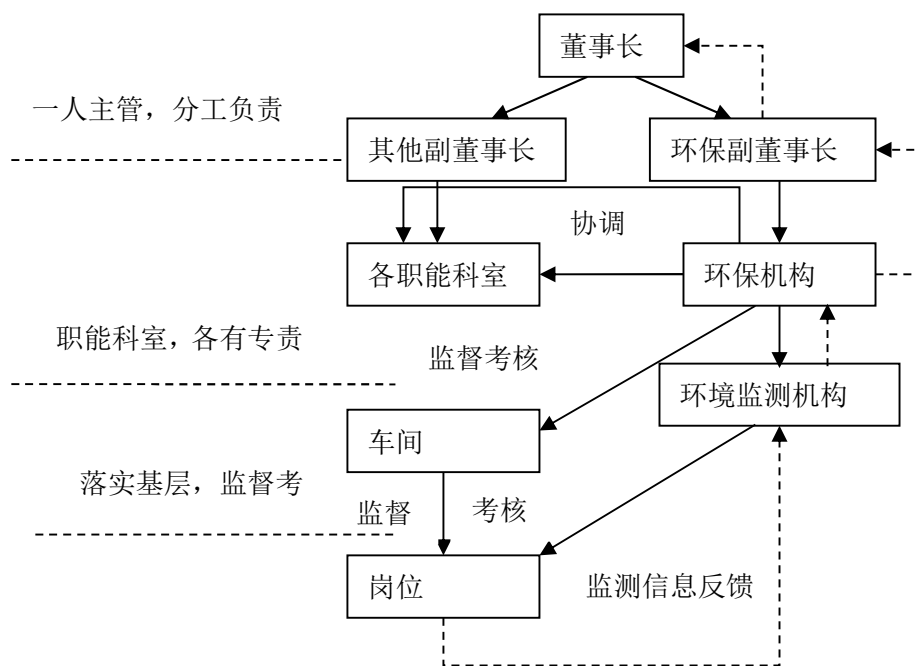 董事长
一人主管，分工负责
其他副董事长
环保副董事长
协调
各职能科室
环保机构
职能科室，各有专责
监督考核
环境监测机构
车间
落实基层，监督考
监督
考核
岗位
监测信息反馈